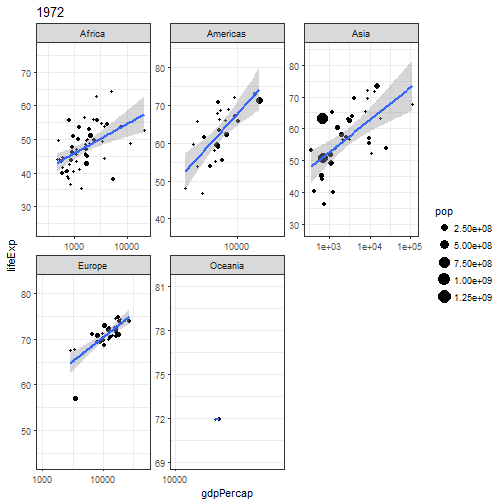 1972
Africa
Americas
Asia
70
60
50
40
30
1000
10000
80
70
60
50
40
10000
80
70
60
50
40
30
1e+03
1e+04
1e+05
lifeExp
pop
2.50e+08
5.00e+08
7.50e+08
1.00e+09
1.25e+09
Europe
Oceania
80
70
60
50
1000
10000
81
78
75
72
69
10000
gdpPercap